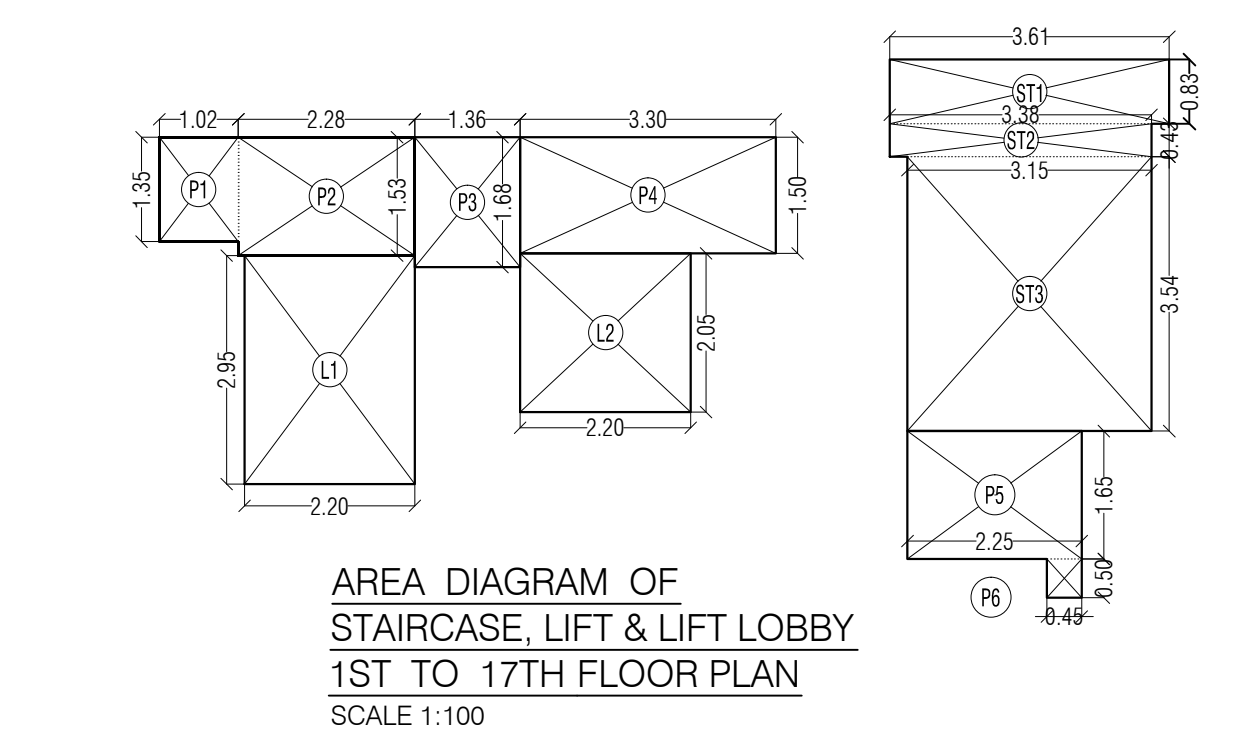 3.61
0.83
ST1
3.38
ST2
0.43
3.15
1.02
2.28
1.36
3.30
1.35
P1
P2
1.53
P3
1.68
P4
1.50
ST3
3.54
2.95
L1
L2
2.05
2.20
2.20
P5
1.65
2.25
0.50
P6
0.45
AREA DIAGRAM OF
STAIRCASE, LIFT & LIFT LOBBY
1ST TO 17TH FLOOR PLAN
SCALE 1:100